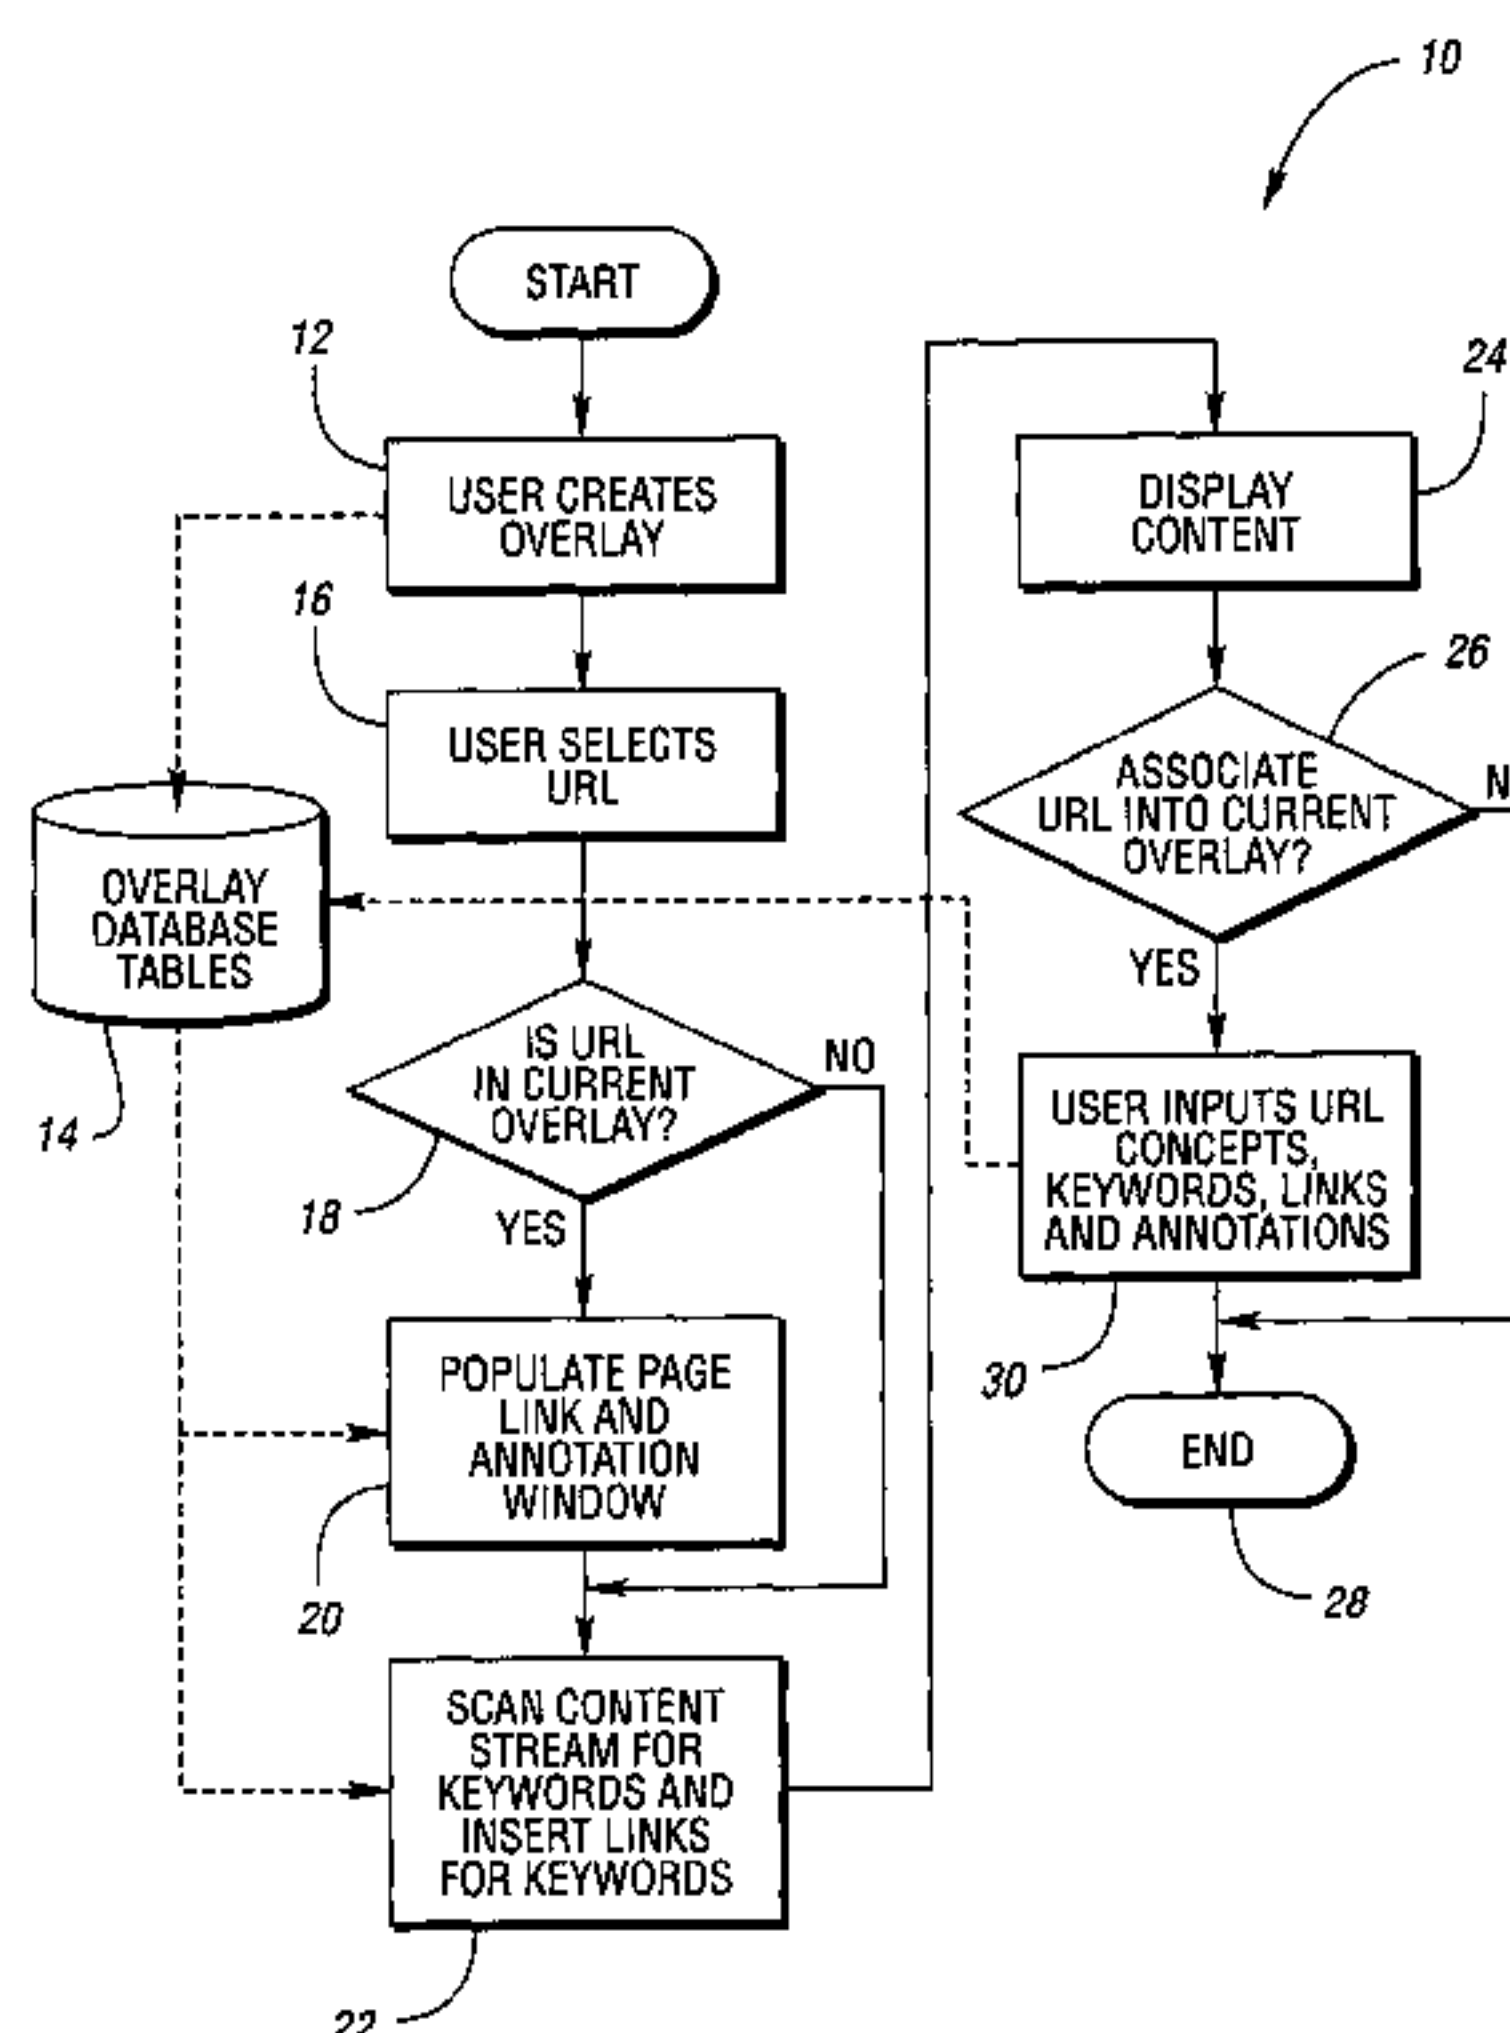 10
START
12
USER CREATES
OVERLAY
16
USER SELECTS
URL
OVERLAY
DATABASE
TABLES
14
IS URL
IN CURRENT
OVERLAY?
NO
18
YES
POPULATE PAGE
LINK AND
ANNOTATION
WINDOW
20
SCAN CONTENT
STREAM FOR
KEYWORDS AND
INSERT LINKS
FOR KEYWORDS
22
24
DISPLAY
CONTENT
26
ASSOCIATE
URL INTO CURRENT
OVERLAY?
YES
USER INPUTS URL
CONCEPTS,
KEYWORDS, LINKS
AND ANNOTATIONS
30
END
28